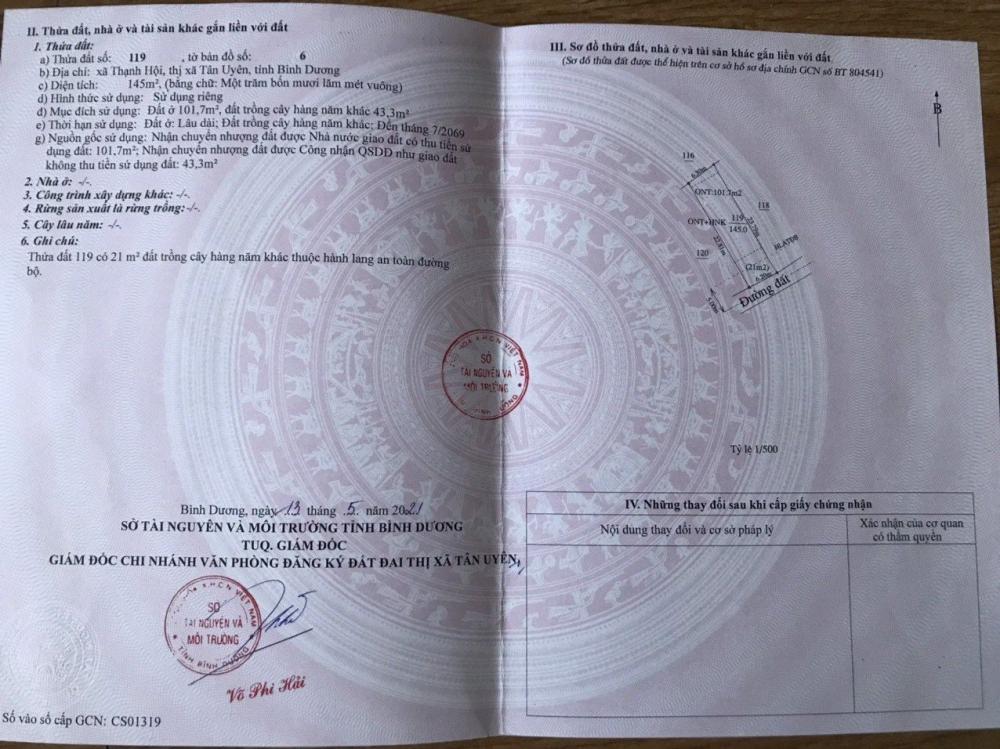 II. Thửa đất, nhà ở và tài sản khác gắn liền với đất
1. Thửa đất:
a) Thửa đất số: 119 , tờ bản đồ số: 6
b) Địa chỉ: xã Thạnh Hội, thị xã Tân Uyên, tỉnh Bình Dương
c) Diện tích: 145m², (bằng chữ: Một trăm bốn mươi lăm mét vuông)
d) Hình thức sử dụng: Sử dụng riêng
đ) Mục đích sử dụng: Đất ở 101,7m², đất trồng cây hàng năm khác 43,3m²
e) Thời hạn sử dụng: Đất ở: Lâu dài; Đất trồng cây hàng năm khác: Đến tháng 7/2069
g) Nguồn gốc sử dụng: Nhận chuyển nhượng đất được Nhà nước giao đất có thu tiền sử
dụng đất: 101,7m²; Nhận chuyển nhượng đất được Công nhận QSDĐ như giao đất
không thu tiền sử dụng đất: 43,3m²
2. Nhà ở: -/-.
3. Công trình xây dựng khác: -/-.
4. Rừng sản xuất là rừng trồng:-/-.
5. Cây lâu năm: -/-.
6. Ghi chú:
Thửa đất 119 có 21 m² đất trồng cây hàng năm khác thuộc hành lang an toàn đường
bộ.
SỞ
TÀI NGUYÊN VÀ
MÔI TRƯỜNG
Bình Dương, ngày 13 tháng 5 năm 2021
SỞ TÀI NGUYÊN VÀ MÔI TRƯỜNG TỈNH BÌNH DƯƠNG
TUQ. GIÁM ĐỐC
GIÁM ĐỐC CHI NHÁNH VĂN PHÒNG ĐĂNG KÝ ĐẤT ĐAI THỊ XÃ TÂN UYÊN
SỞ
TÀI NGUYÊN VÀ
MÔI TRƯỜNG
TỈNH BÌNH DƯƠNG
Võ Phi Hải
Số vào sổ cấp GCN: CS01319
III. Sơ đồ thửa đất, nhà ở và tài sản khác gắn liền với đất
(Sơ đồ thửa đất được thể hiện trên cơ sở hồ sơ địa chính GCN số BT 804541)
B
116
6.20m
ONT:101.7m2
118
ONT+HNK
119
145.0
23.81m
120
HLATĐB
(21m2)
6.20m
5.00m
Đường đất
Tỷ lệ 1/500
IV. Những thay đổi sau khi cấp giấy chứng nhận
Nội dung thay đổi và cơ sở pháp lý
Xác nhận của cơ quan
có thẩm quyền